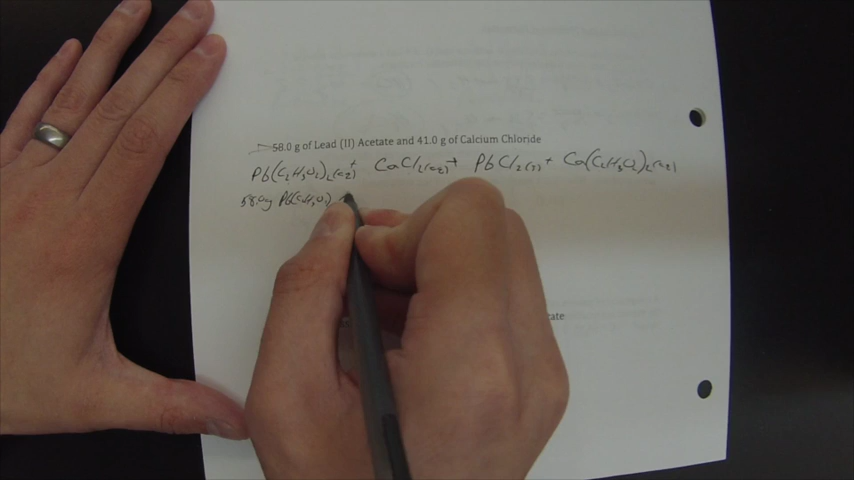 58.0 g of Lead (II) Acetate and 41.0 g of Calcium Chloride
Pb(C₂H₃O₂)₂(aq) + CaCl₂(aq) + PbCl₂(s) + Ca(C₂H₃O₂)₂(aq)
58.0g Pb(C₂H₃O₂)